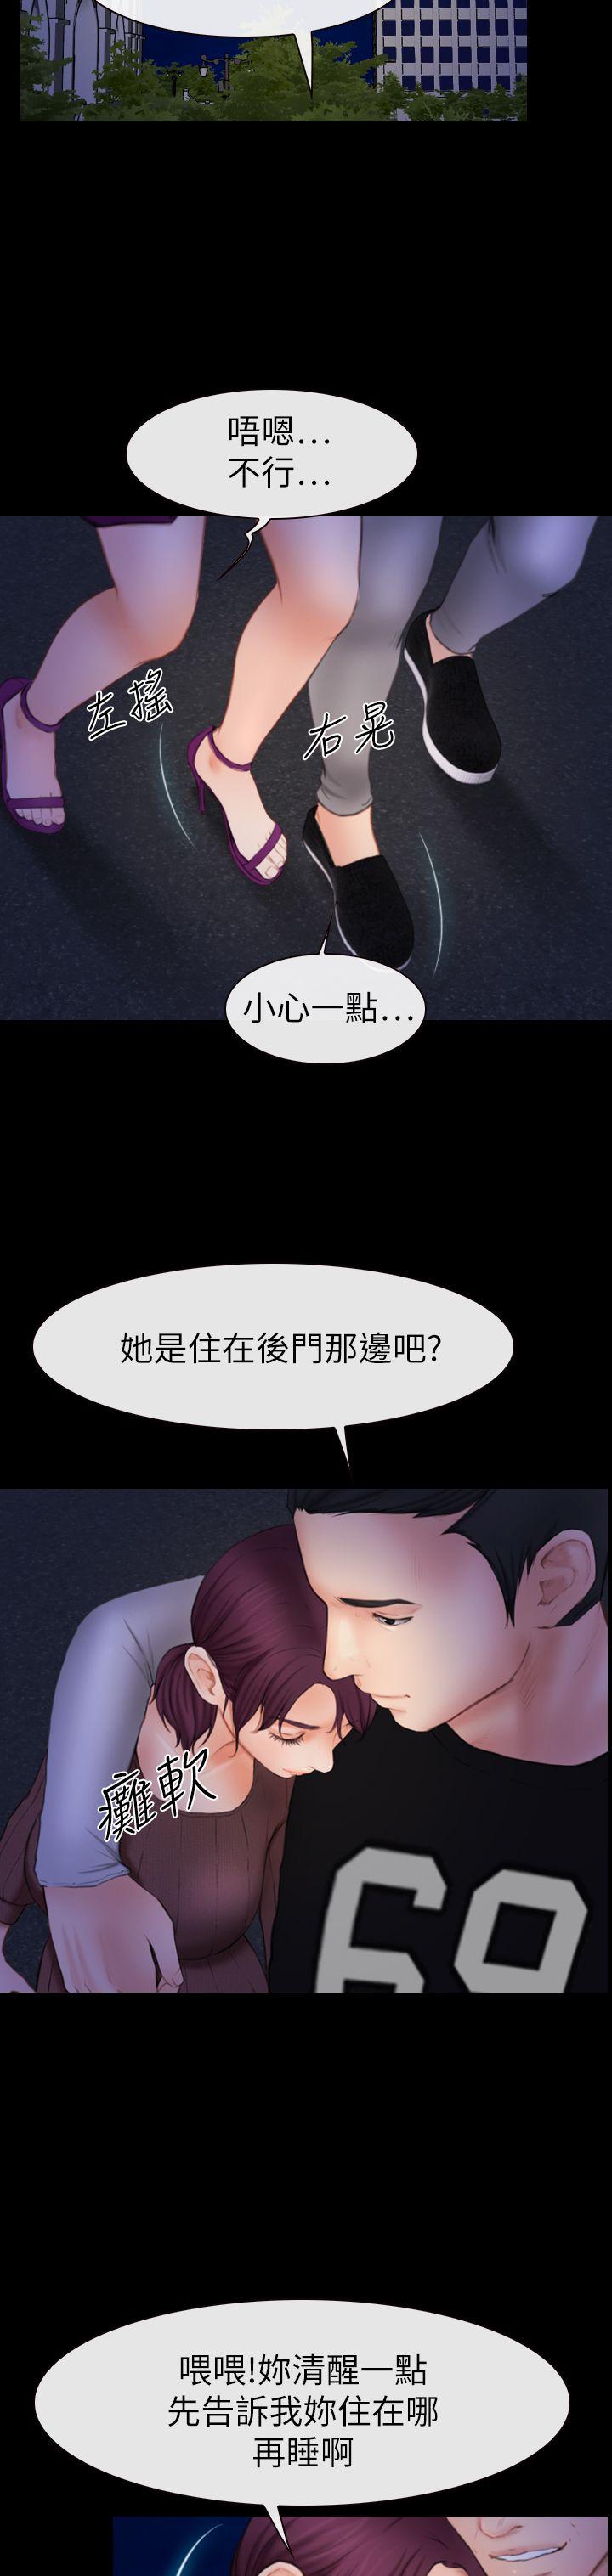 唔嗯...
不行...
左搖
右晃
小心一點...
她是住在後門那邊吧?
癱軟
69
喂喂!妳清醒一點
先告訴我妳住在哪
再睡啊